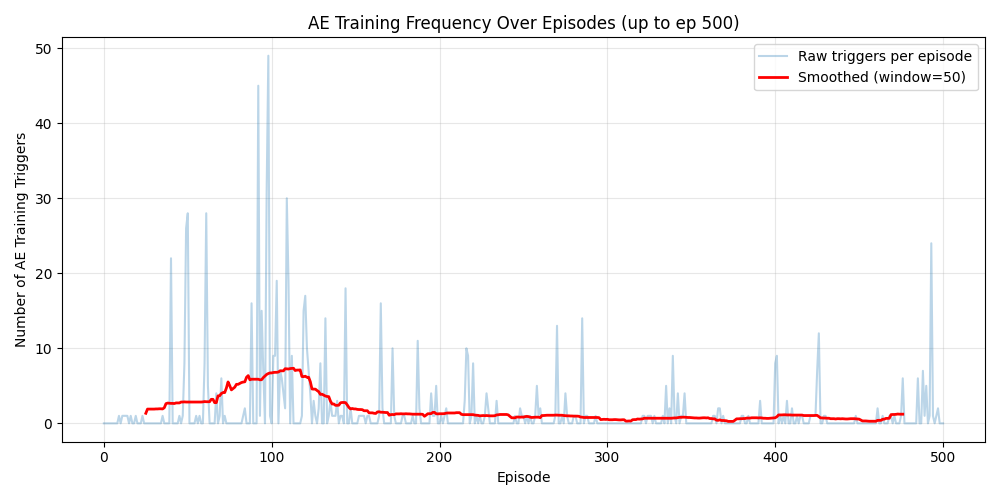 AE Training Frequency Over Episodes (up to ep 500)
Raw triggers per episode
Smoothed (window=50)
Number of AE Training Triggers
50
40
30
20
10
0
0 100 200 300 400 500
Episode